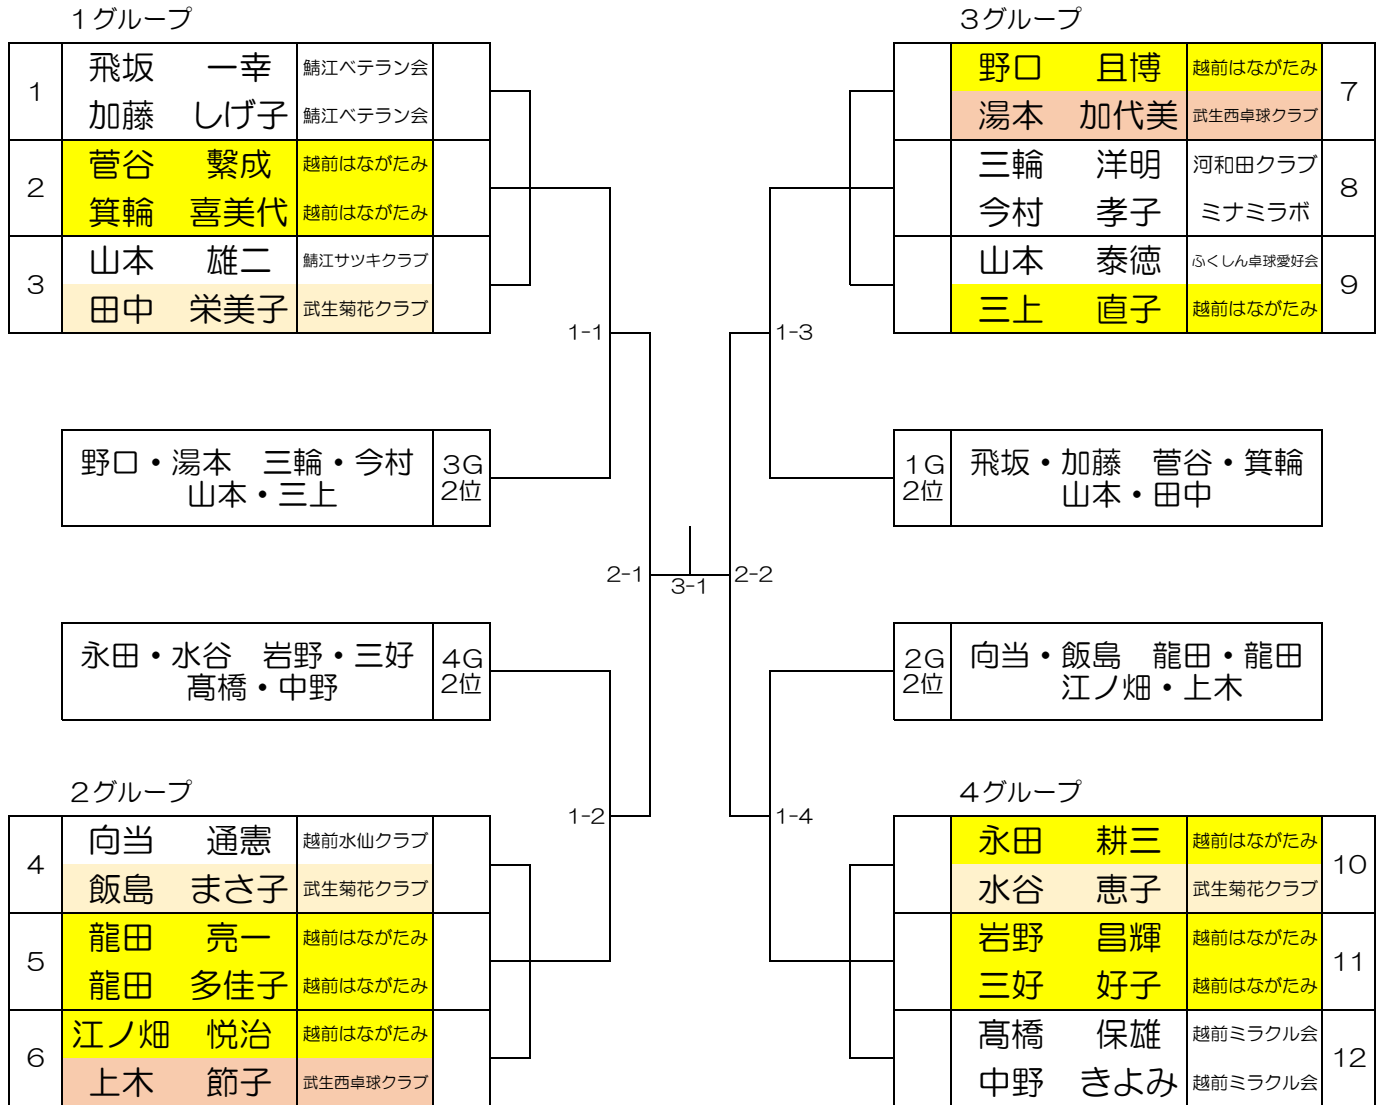 1グループ
1
飛坂 一幸 鯖江ベテラン会
加藤 しげ子 鯖江ベテラン会
2
菅谷 繋成 越前はながたみ
箕輪 喜美代 越前はながたみ
3
山本 雄二 鯖江サツキクラブ
田中 栄美子 武生菊花クラブ
1-1
野口・湯本 三輪・今村
山本・三上
3G
2位
2-1
永田・水谷 岩野・三好
髙橋・中野
4G
2位
2グループ
1-2
4
向当 通憲 越前水仙クラブ
飯島 まさ子 武生菊花クラブ
5
龍田 亮一 越前はながたみ
龍田 多佳子 越前はながたみ
6
江ノ畑 悦治 越前はながたみ
上木 節子 武生西卓球クラブ
3-1
3グループ
野口 且博 越前はながたみ
湯本 加代美 武生西卓球クラブ
7
三輪 洋明 河和田クラブ
今村 孝子 ミナミラボ
8
山本 泰徳 ふくしん卓球愛好会
三上 直子 越前はながたみ
9
1-3
1G
2位
飛坂・加藤 菅谷・箕輪
山本・田中
2-2
2G
2位
向当・飯島 龍田・龍田
江ノ畑・上木
4グループ
1-4
永田 耕三 越前はながたみ
水谷 恵子 武生菊花クラブ
10
岩野 昌輝 越前はながたみ
三好 好子 越前はながたみ
11
髙橋 保雄 越前ミラクル会
中野 きよみ 越前ミラクル会
12